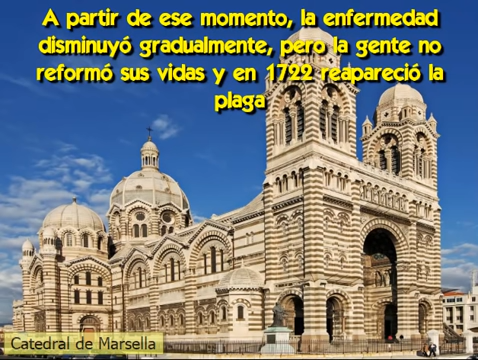 A partir de ese momento, la enfermedad
disminuyó gradualmente, pero la gente no
reformó sus vidas y en 1722 reapareció la
plaga
Catedral de Marsella